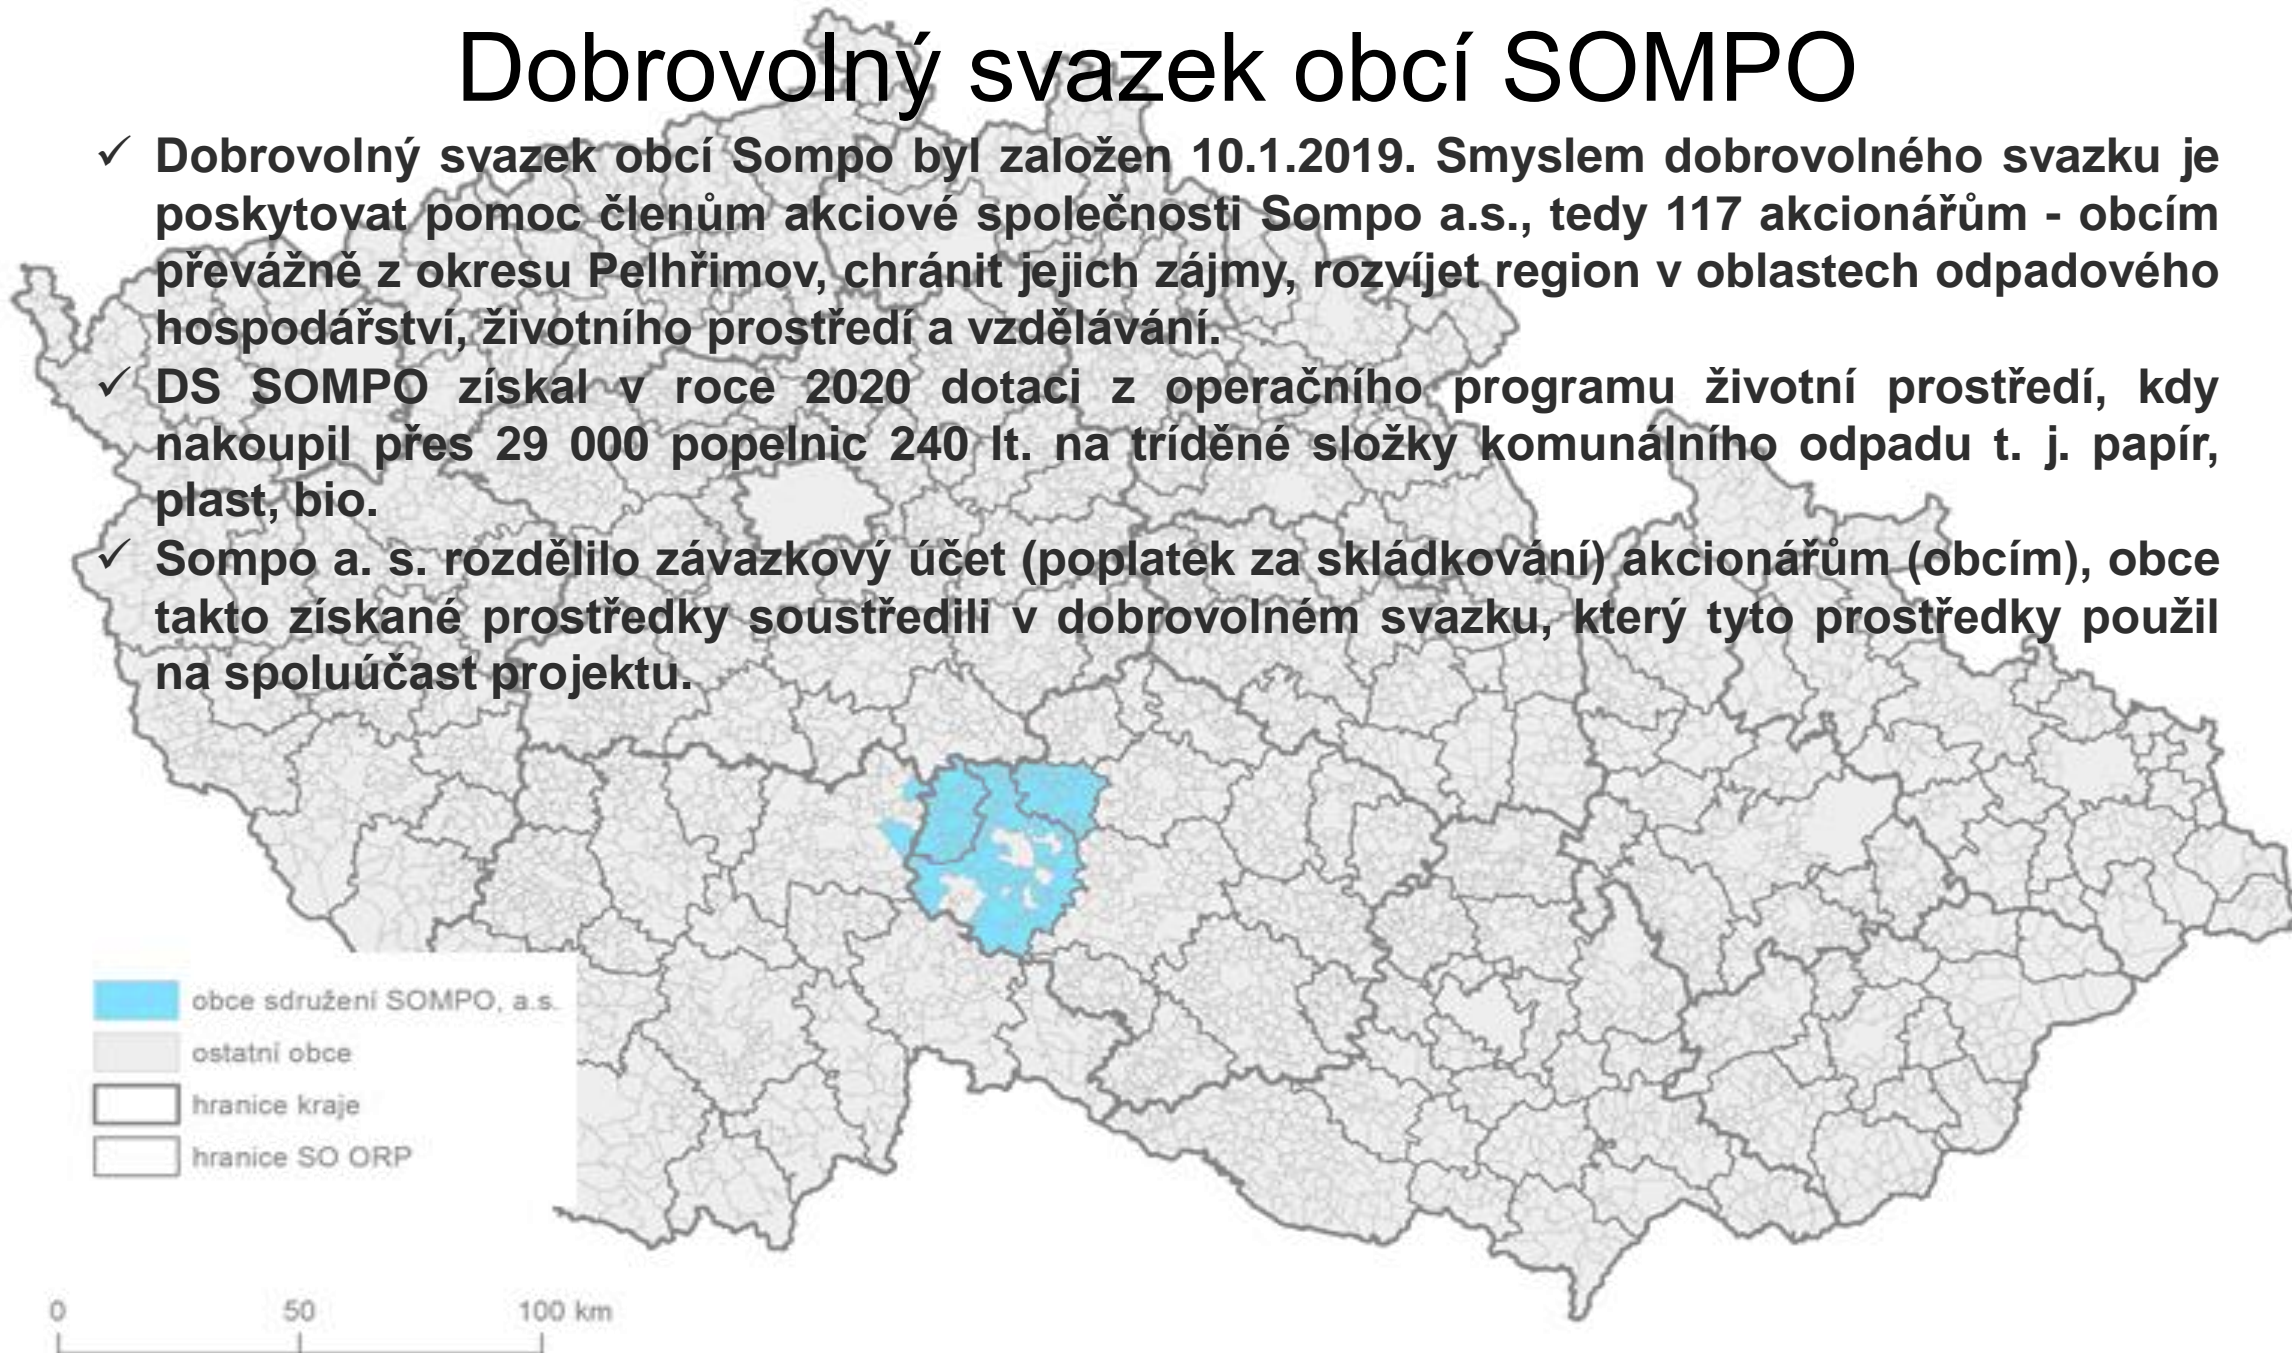 Dobrovolný svazek obcí SOMPO
✓ Dobrovolný svazek obcí Sompo byl založen 10.1.2019. Smyslem dobrovolného svazku je
poskytovat pomoc členům akciové společnosti Sompo a.s., tedy 117 akcionářům - obcím
převážně z okresu Pelhřimov, chránit jejich zájmy, rozvíjet region v oblastech odpadového
hospodářství, životního prostředí a vzdělávání.
✓ DS SOMPO získal v roce 2020 dotaci z operačního programu životní prostředí, kdy
nakoupil přes 29 000 popelnic 240 lt. na tríděné složky komunálního odpadu t. j. papír,
plast, bio.
✓ Sompo a. s. rozdělilo závazkový účet (poplatek za skládkování) akcionářům (obcím), obce
takto získané prostředky soustředili v dobrovolném svazku, který tyto prostředky použil
na spoluúčast projektu.
obce sdružení SOMPO, a.s.
ostatní obce
hranice kraje
hranice SO ORP
0 50 100 km